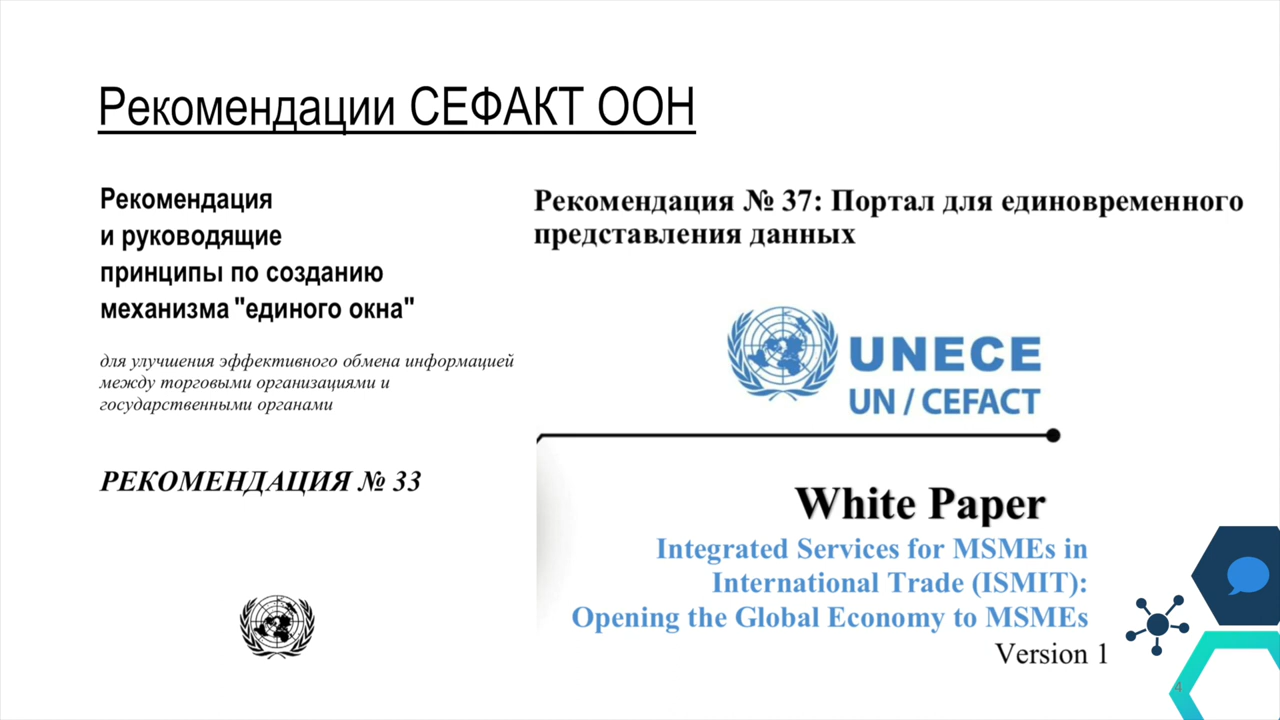 Рекомендации СЕФАКТ ООН
Рекомендация
и руководящие
принципы по созданию
механизма "единого окна"
для улучшения эффективного обмена информацией
между торговыми организациями и
государственными органами
РЕКОМЕНДАЦИЯ № 33
Рекомендация № 37: Портал для единовременного
представления данных
UNECE
UN / CEFACT
White Paper
Integrated Services for MSMEs in
International Trade (ISMIT):
Opening the Global Economy to MSMEs
Version 1
4